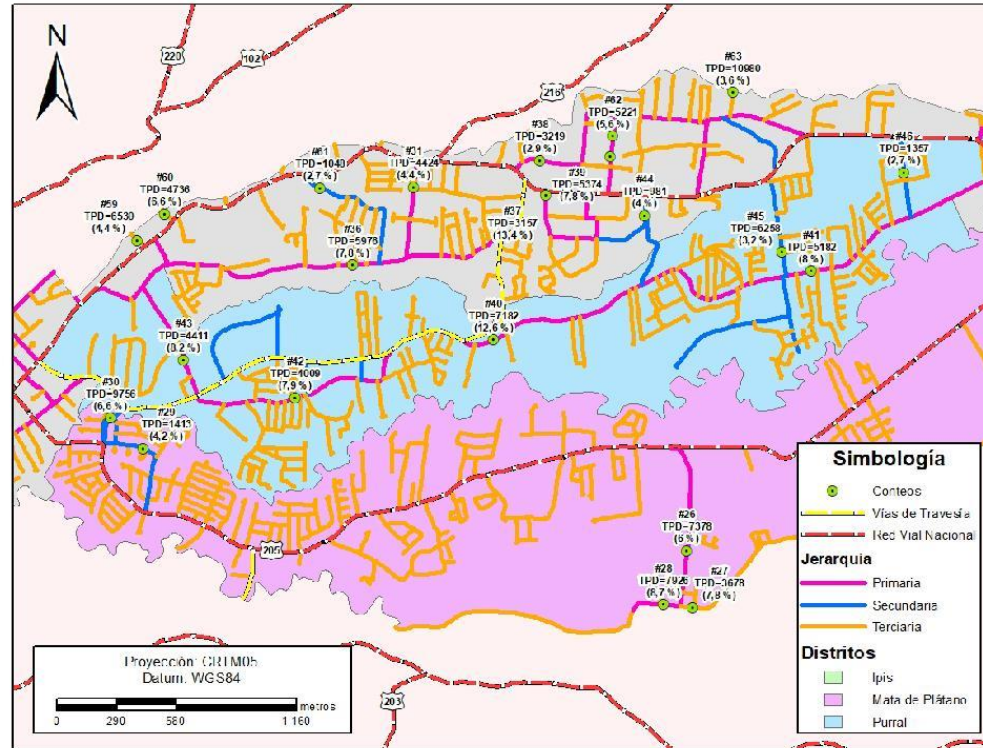 N
220
102
216
#63
TPD=10980
(3,6 %)
#62
TPD=5221
(5,6 %)
#38
TPD=3219
(2,9 %)
#46
TPD=1357
(2,7 %)
#61
TPD=1048
(2,7 %)
#31
TPD=4424
(4,4 %)
#39
TPD=5374
(7,8 %)
#44
TPD=981
(4 %)
#60
TPD=4736
(6,6 %)
#59
TPD=6530
(4,4 %)
#37
TPD=3157
(13,4 %)
#36
TPD=5976
(7,8 %)
#45
TPD=6258
(3,2 %)
#41
TPD=5182
(8 %)
#40
TPD=7182
(12,6 %)
#43
TPD=4411
(8,2 %)
#42
TPD=4009
(7,9 %)
#30
TPD=9756
(6,6 %)
#29
TPD=1413
(4,2 %)
#26
TPD=7378
(6 %)
#28
TPD=7926
(8,7 %)
#27
TPD=3678
(7,8 %)
205
203
Proyección: CRTM05
Datum: WGS84
0 290 580 1.160 metros
Simbología
Conteos
Vías de Travesía
Red Vial Nacional
Jerarquía
Primaria
Secundaria
Terciaria
Distritos
Ipis
Mata de Plátano
Purral